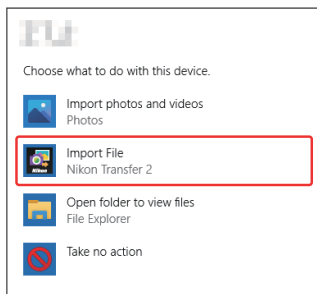 Choose what to do with this device.
Import photos and videos
Photos
Import File
Nikon Transfer 2
Nikon
Open folder to view files
File Explorer
Take no action